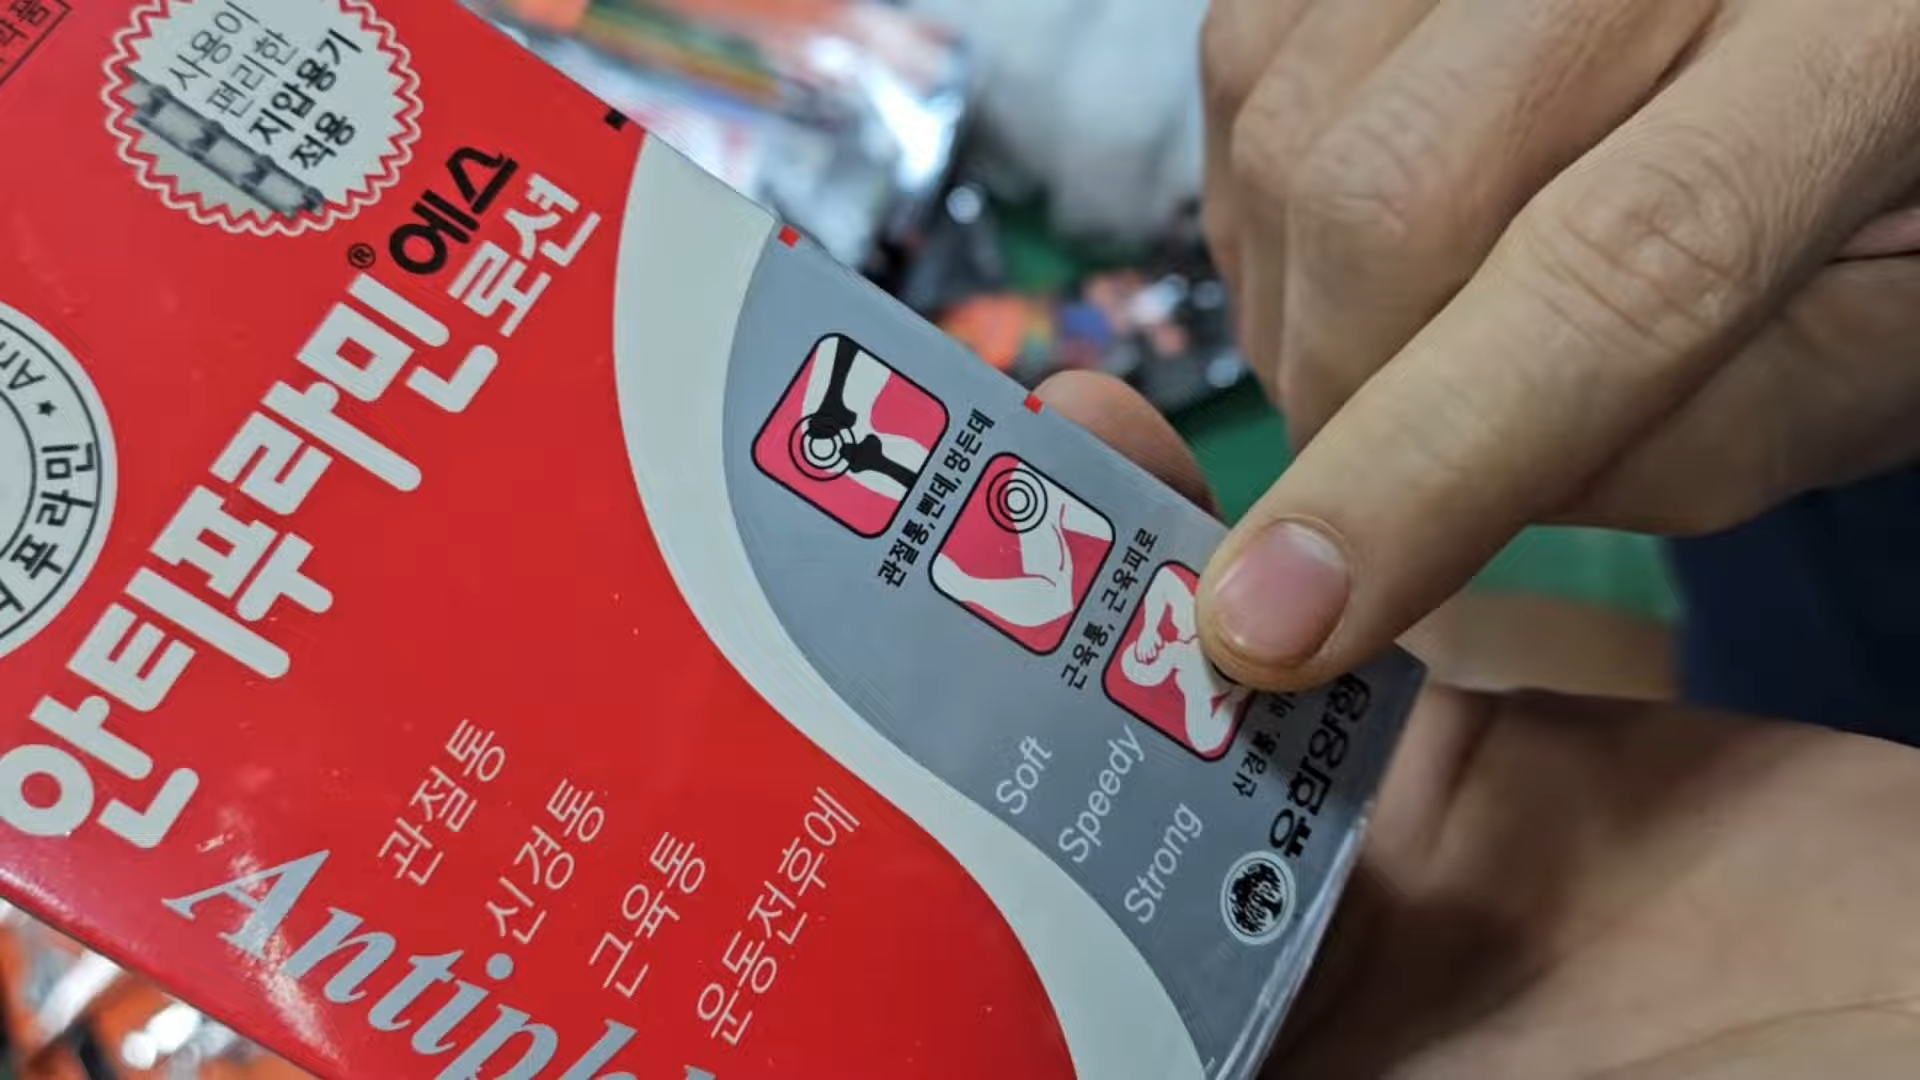 사용이
편리한
지압용기
적용
안티푸라민® 에스
로션
푸라민
관절통
신경통
근육통
운동전후에
관절통, 삔데, 멍든데
근육통, 근육피로
신경통,
Soft
Speedy
Strong
유한양행